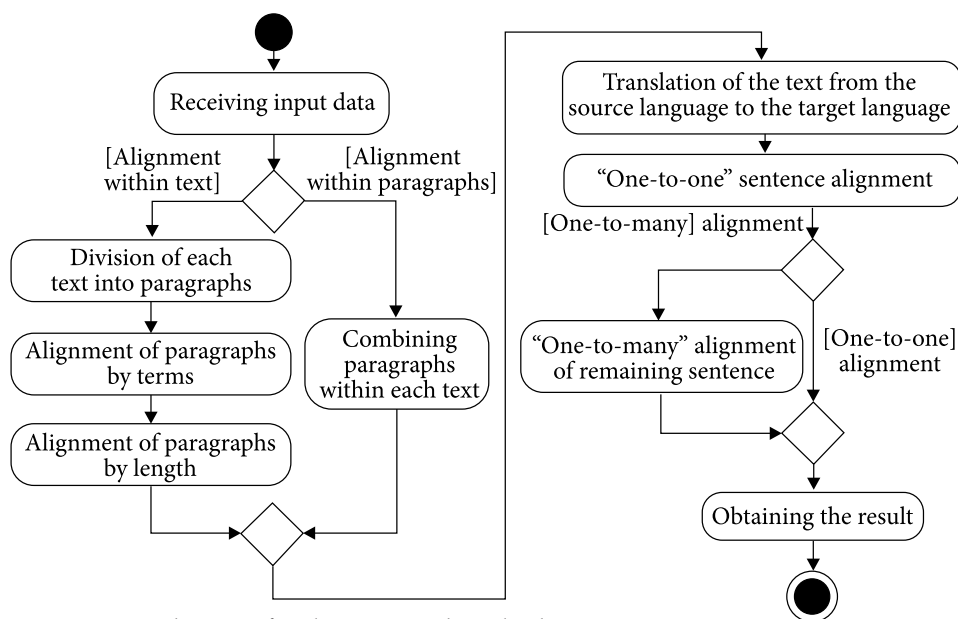 Receiving input data
[Alignment
within text]
[Alignment
within paragraphs]
Division of each
text into paragraphs
Alignment of paragraphs
by terms
Alignment of paragraphs
by length
Combining
paragraphs
within each text
Translation of the text from the
source language to the target language
“One-to-one” sentence alignment
[One-to-many] alignment
“One-to-many” alignment
of remaining sentence
[One-to-one]
alignment
Obtaining the result